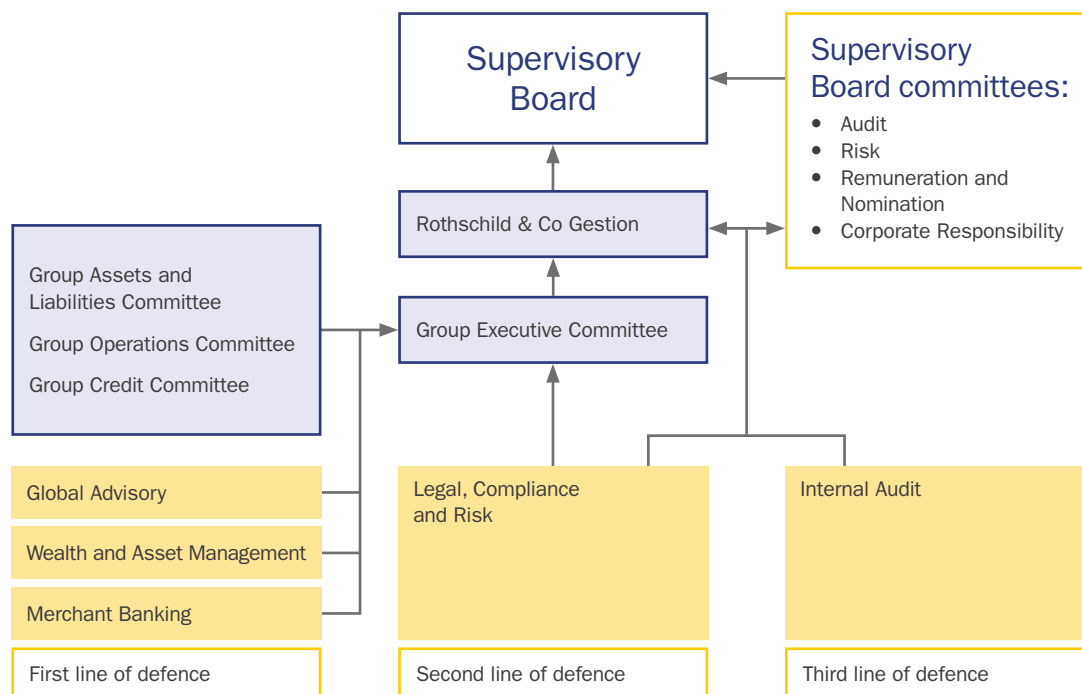 Supervisory
Board
Supervisory
Board committees:
• Audit
• Risk
• Remuneration and
Nomination
• Corporate Responsibility
Rothschild & Co Gestion
Group Assets and
Liabilities Committee
Group Operations Committee
Group Credit Committee
Group Executive Committee
Global Advisory
Wealth and Asset Management
Merchant Banking
Legal, Compliance
and Risk
Internal Audit
First line of defence
Second line of defence
Third line of defence